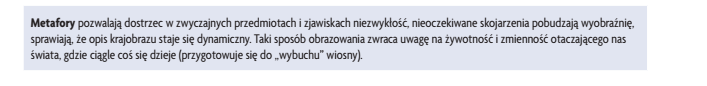 Metafory pozwalają dostrzec w zwyczajnych przedmiotach i zjawiskach niezwykłość, nieoczekiwane skojarzenia pobudzają wyobraźnię,
sprawiają, że opis krajobrazu staje się dynamiczny. Taki sposób obrazowania zwraca uwagę na żywotność i zmienność otaczającego nas
świata, gdzie ciągle coś się dzieje (przygotowuje się do „wybuchu” wiosny).